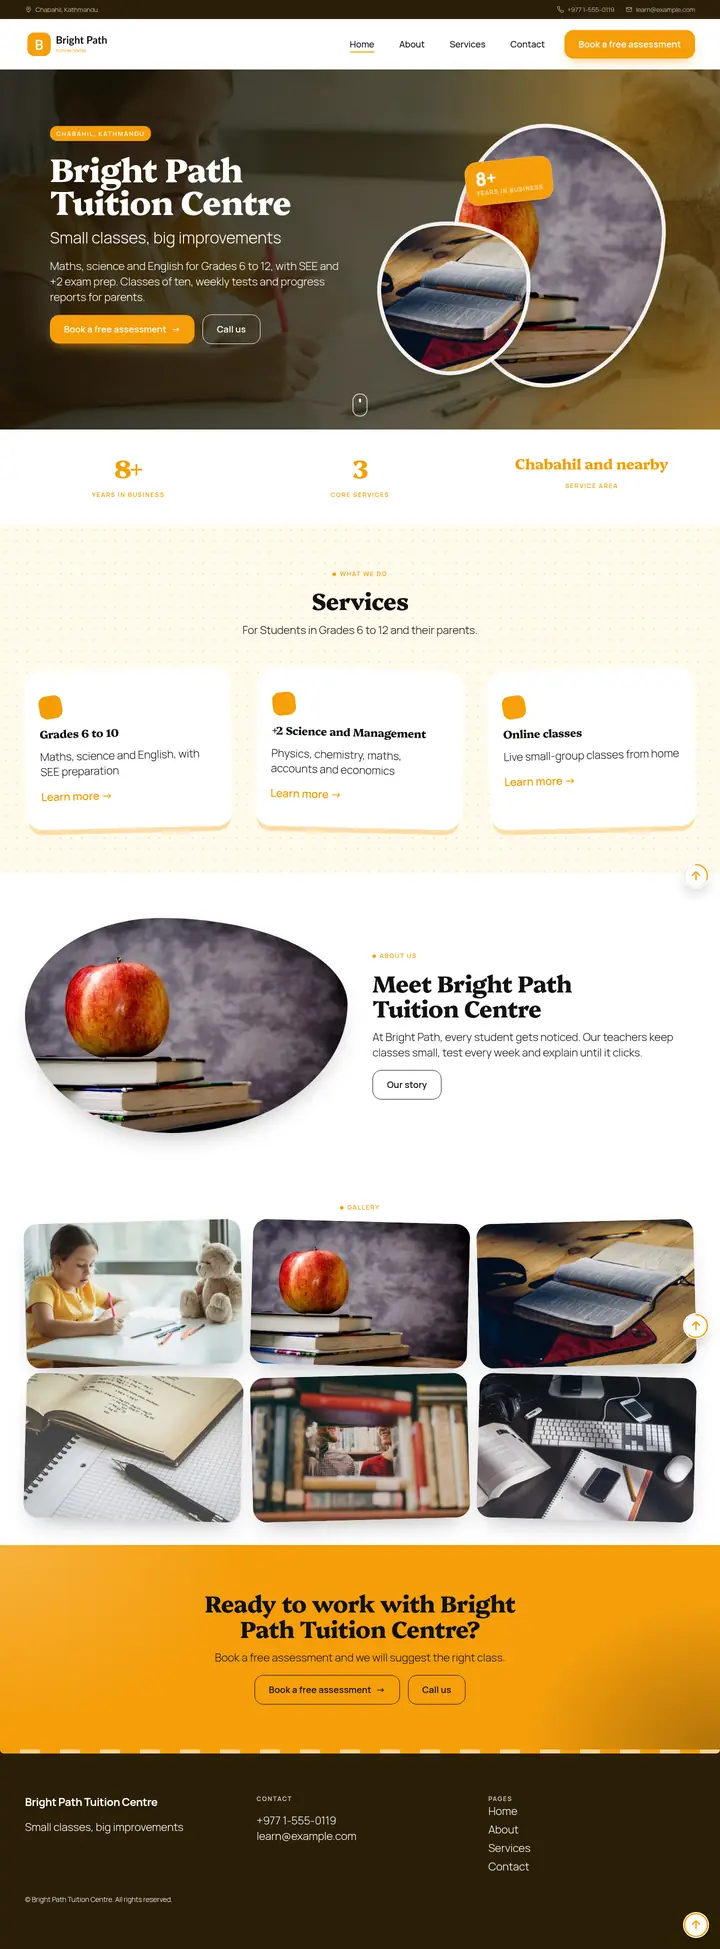 Chabahil, Kathmandu
+977 1-555-0119
learn@example.com
B
Bright Path
TUITION CENTRE
Home
About
Services
Contact
Book a free assessment
CHABAHIL, KATHMANDU
Bright Path
Tuition Centre
Small classes, big improvements
Maths, science and English for Grades 6 to 12, with SEE and
+2 exam prep. Classes of ten, weekly tests and progress
reports for parents.
Book a free assessment →
Call us
8+
YEARS IN BUSINESS
8+
YEARS IN BUSINESS
3
CORE SERVICES
Chabahil and nearby
SERVICE AREA
WHAT WE DO
Services
For Students in Grades 6 to 12 and their parents.
Grades 6 to 10
Maths, science and English, with
SEE preparation
Learn more →
+2 Science and Management
Physics, chemistry, maths,
accounts and economics
Learn more →
Online classes
Live small-group classes from home
Learn more →
ABOUT US
Meet Bright Path
Tuition Centre
At Bright Path, every student gets noticed. Our teachers keep
classes small, test every week and explain until it clicks.
Our story
GALLERY
Ready to work with Bright
Path Tuition Centre?
Book a free assessment and we will suggest the right class.
Book a free assessment →
Call us
Bright Path Tuition Centre
Small classes, big improvements
CONTACT
+977 1-555-0119
learn@example.com
PAGES
Home
About
Services
Contact
© Bright Path Tuition Centre. All rights reserved.